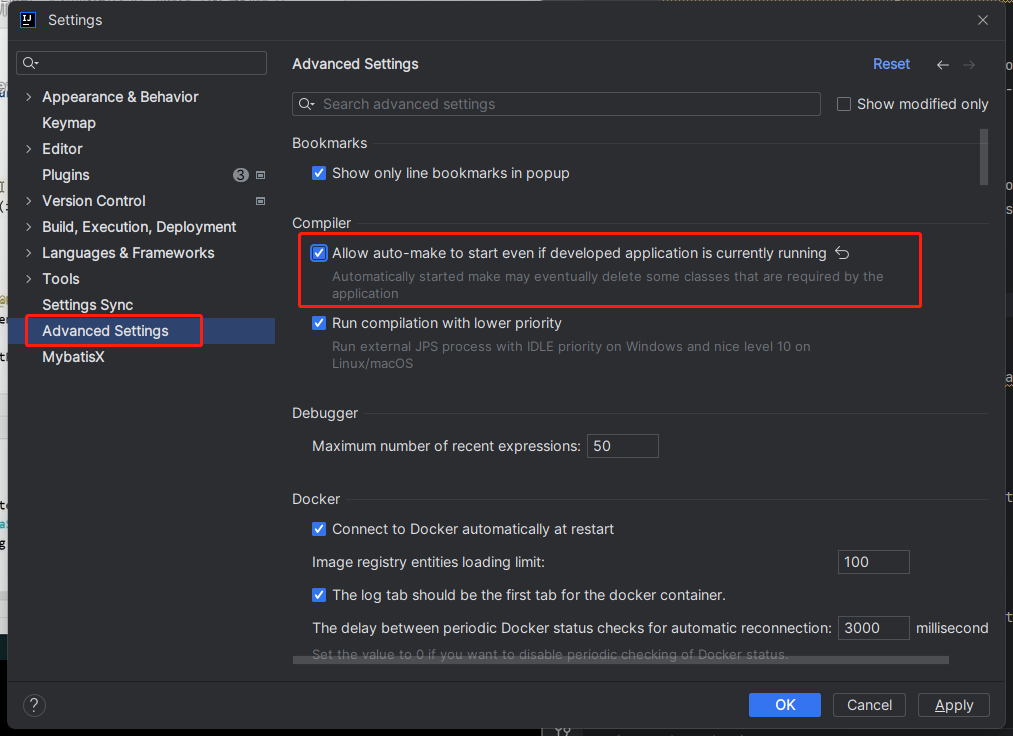 Settings
Advanced Settings
Reset
Search advanced settings
Show modified only
Appearance & Behavior
Keymap
Editor
Plugins
3
Version Control
Build, Execution, Deployment
Languages & Frameworks
Tools
Settings Sync
Advanced Settings
MybatisX
Bookmarks
Show only line bookmarks in popup
Compiler
Allow auto-make to start even if developed application is currently running
Automatically started make may eventually delete some classes that are required by the
application
Run compilation with lower priority
Run external JPS process with IDLE priority on Windows and nice level 10 on
Linux/macOS
Debugger
Maximum number of recent expressions: 50
Docker
Connect to Docker automatically at restart
Image registry entities loading limit: 100
The log tab should be the first tab for the docker container.
The delay between periodic Docker status checks for automatic reconnection: 3000 millisecond
Set the value to 0 if you want to disable periodic checking of Docker status.
?
OK
Cancel
Apply